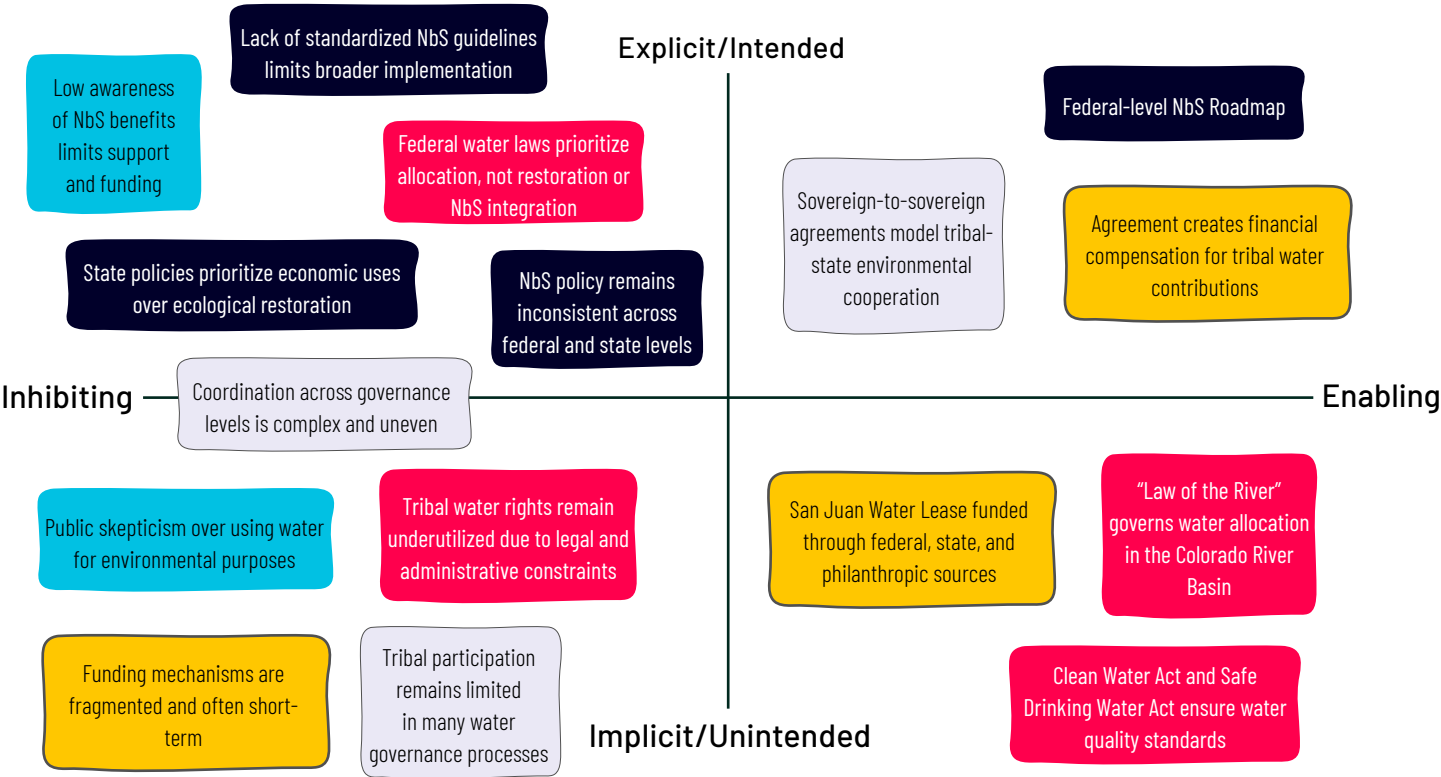 Explicit/Intended
Lack of standardized NbS guidelines
limits broader implementation
Low awareness
of NbS benefits
limits support
and funding
Federal water laws prioritize
allocation, not restoration or
NbS integration
State policies prioritize economic uses
over ecological restoration
NbS policy remains
inconsistent across
federal and state levels
Federal-level NbS Roadmap
Sovereign-to-sovereign
agreements model tribal-
state environmental
cooperation
Agreement creates financial
compensation for tribal water
contributions
Inhibiting
Coordination across governance
levels is complex and uneven
Enabling
Public skepticism over using water
for environmental purposes
Tribal water rights remain
underutilized due to legal and
administrative constraints
Funding mechanisms are
fragmented and often short-
term
Tribal participation
remains limited
in many water
governance processes
San Juan Water Lease funded
through federal, state, and
philanthropic sources
“Law of the River”
governs water allocation
in the Colorado River
Basin
Clean Water Act and Safe
Drinking Water Act ensure water
quality standards
Implicit/Unintended